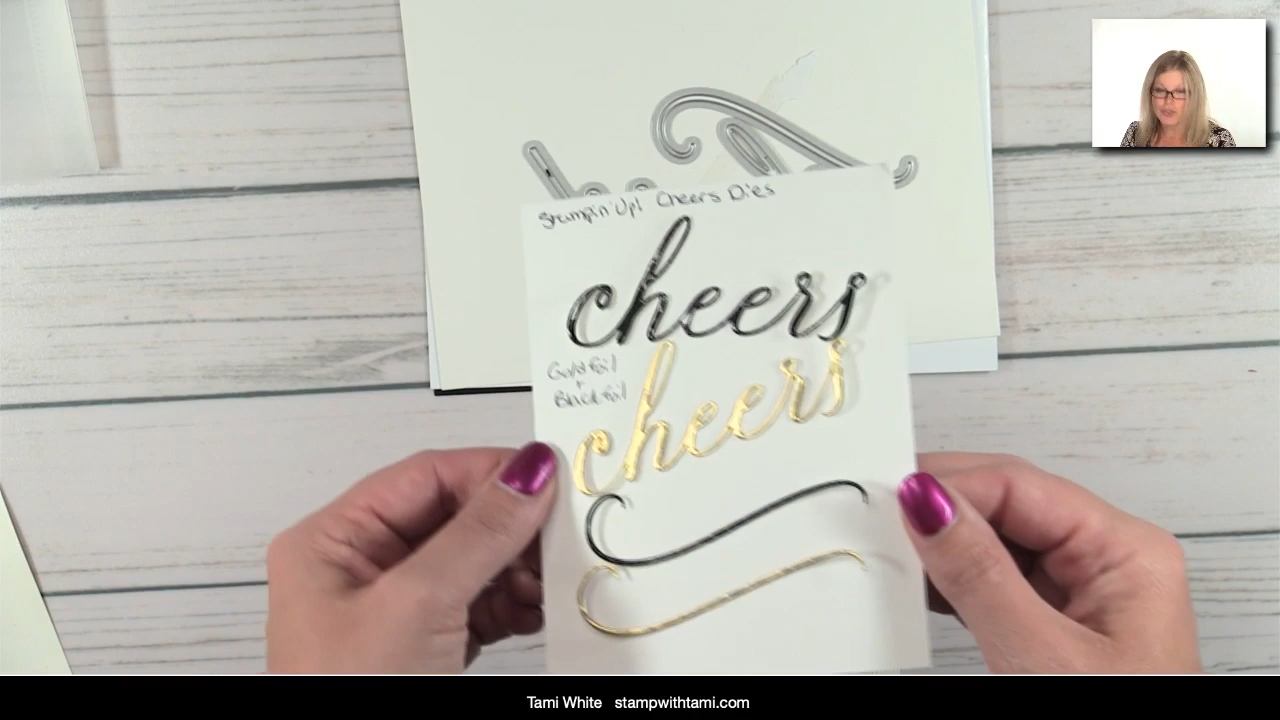 Stampin' Up! Cheers Dies
cheers
Gold foil
+
Black foil
cheers
Tami White stampwithtami.com